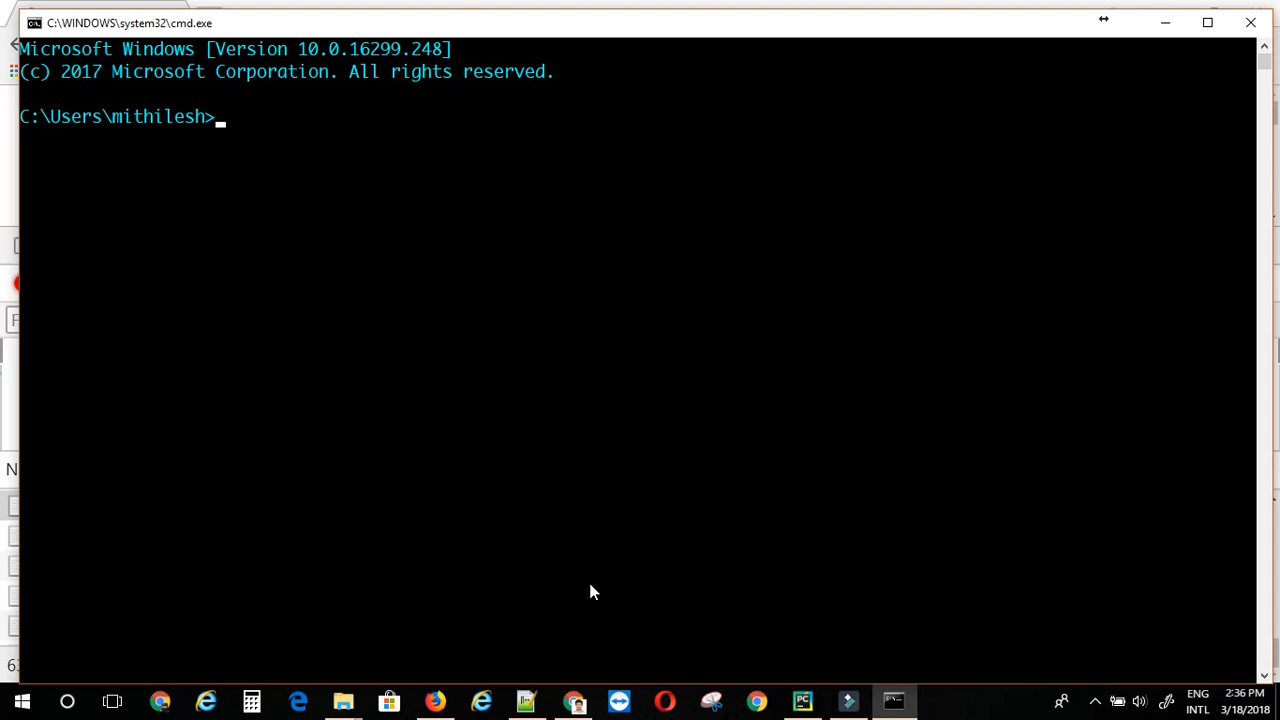 C:\WINDOWS\system32\cmd.exe
Microsoft Windows [Version 10.0.16299.248]
(c) 2017 Microsoft Corporation. All rights reserved.
C:\Users\mithilesh>
F
N
ENG
INTL
2:36 PM
3/18/2018